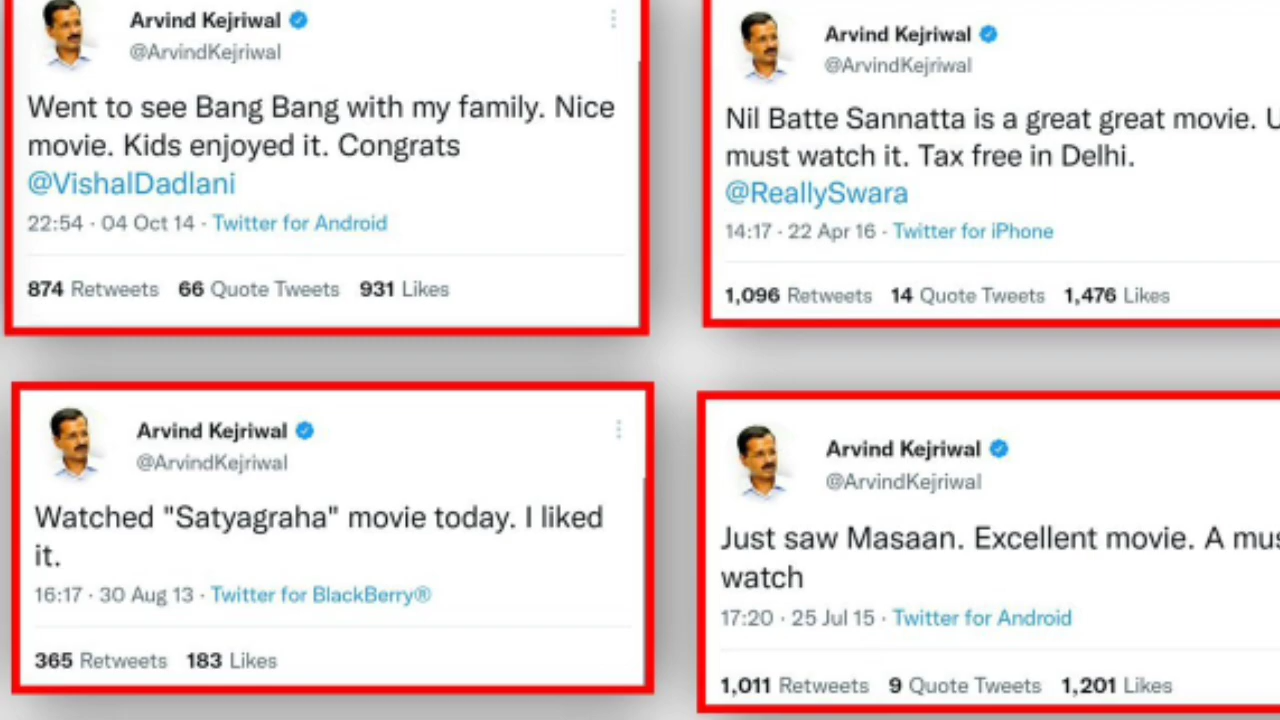 Arvind Kejriwal
@ArvindKejriwal
Went to see Bang Bang with my family. Nice
movie. Kids enjoyed it. Congrats
@VishalDadlani
22:54 · 04 Oct 14 · Twitter for Android
874 Retweets 66 Quote Tweets 931 Likes
Arvind Kejriwal
@ArvindKejriwal
Nil Batte Sannatta is a great great movie. U
must watch it. Tax free in Delhi.
@ReallySwara
14:17 · 22 Apr 16 · Twitter for iPhone
1,096 Retweets 14 Quote Tweets 1,476 Likes
Arvind Kejriwal
@ArvindKejriwal
Watched "Satyagraha" movie today. I liked
it.
16:17 · 30 Aug 13 · Twitter for BlackBerry®
365 Retweets 183 Likes
Arvind Kejriwal
@ArvindKejriwal
Just saw Masaan. Excellent movie. A
watch
17:20 · 25 Jul 15 · Twitter for Android
1,011 Retweets 9 Quote Tweets 1,201 Likes